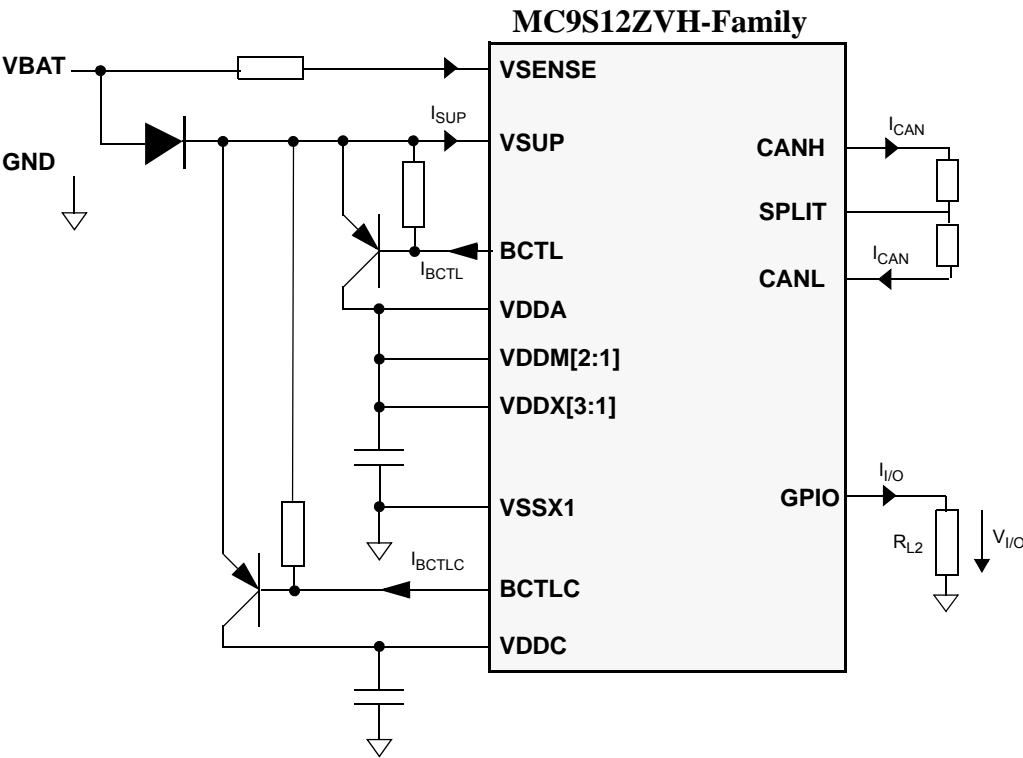 MC9S12ZVH-Family
VBAT
VSENSE
I_SUP
VSUP
GND
I_CAN
CANH
SPLIT
I_CAN
CANL
BCTL
I_BCTL
VDDA
VDDM[2:1]
VDDX[3:1]
I_I/O
GPIO
VSSX1
R_L2
V_I/O
I_BCTLC
BCTLC
VDDC